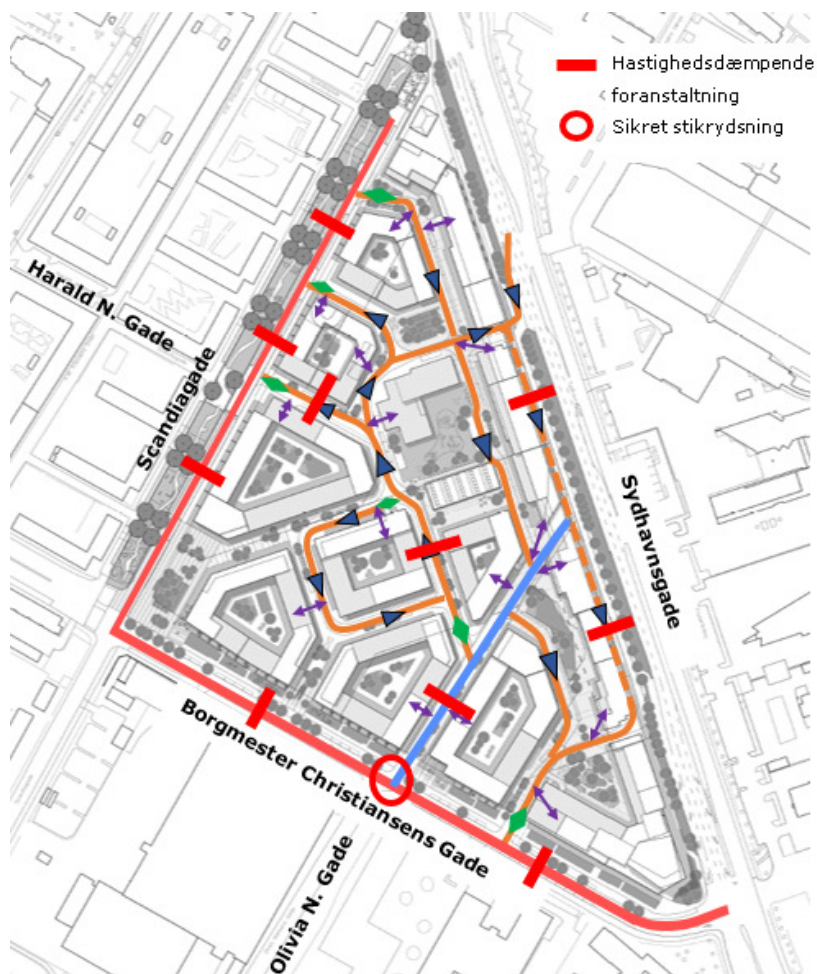 Hastighedsdæmpende
foranstaltning
Sikret stikrydsning
Harald N. Gade
Scandiagade
Sydhavnsgade
Borgmester Christiansens Gade
Olivia N. Gade